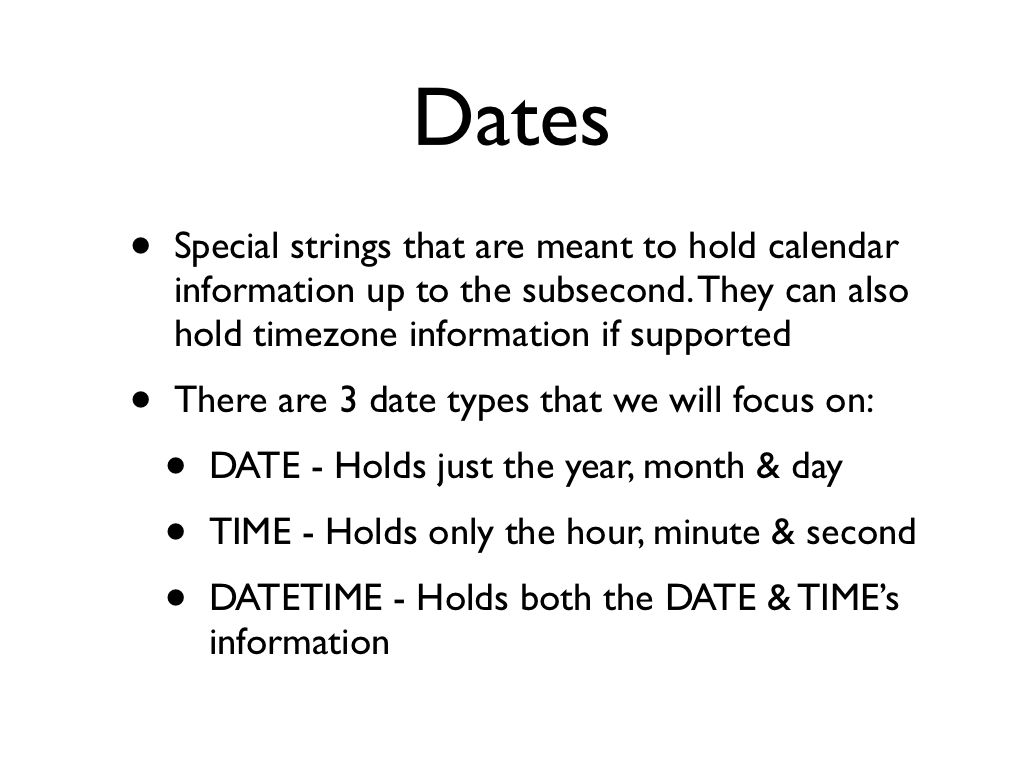 Dates
• Special strings that are meant to hold calendar
information up to the subsecond. They can also
hold timezone information if supported
• There are 3 date types that we will focus on:
• DATE - Holds just the year, month & day
• TIME - Holds only the hour, minute & second
• DATETIME - Holds both the DATE & TIME’s
information